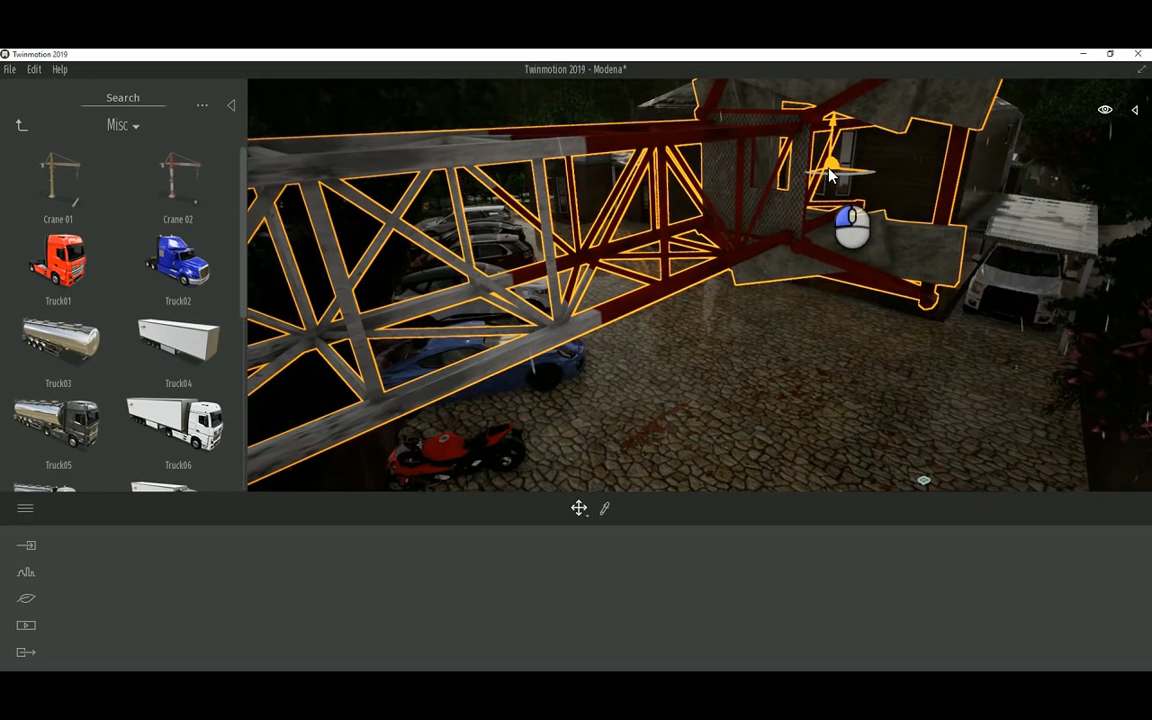 Twinmotion 2019
File Edit Help
Twinmotion 2019 - Modena*
Search
...
Misc
Crane 01
Crane 02
Truck01
Truck02
Truck03
Truck04
Truck05
Truck06